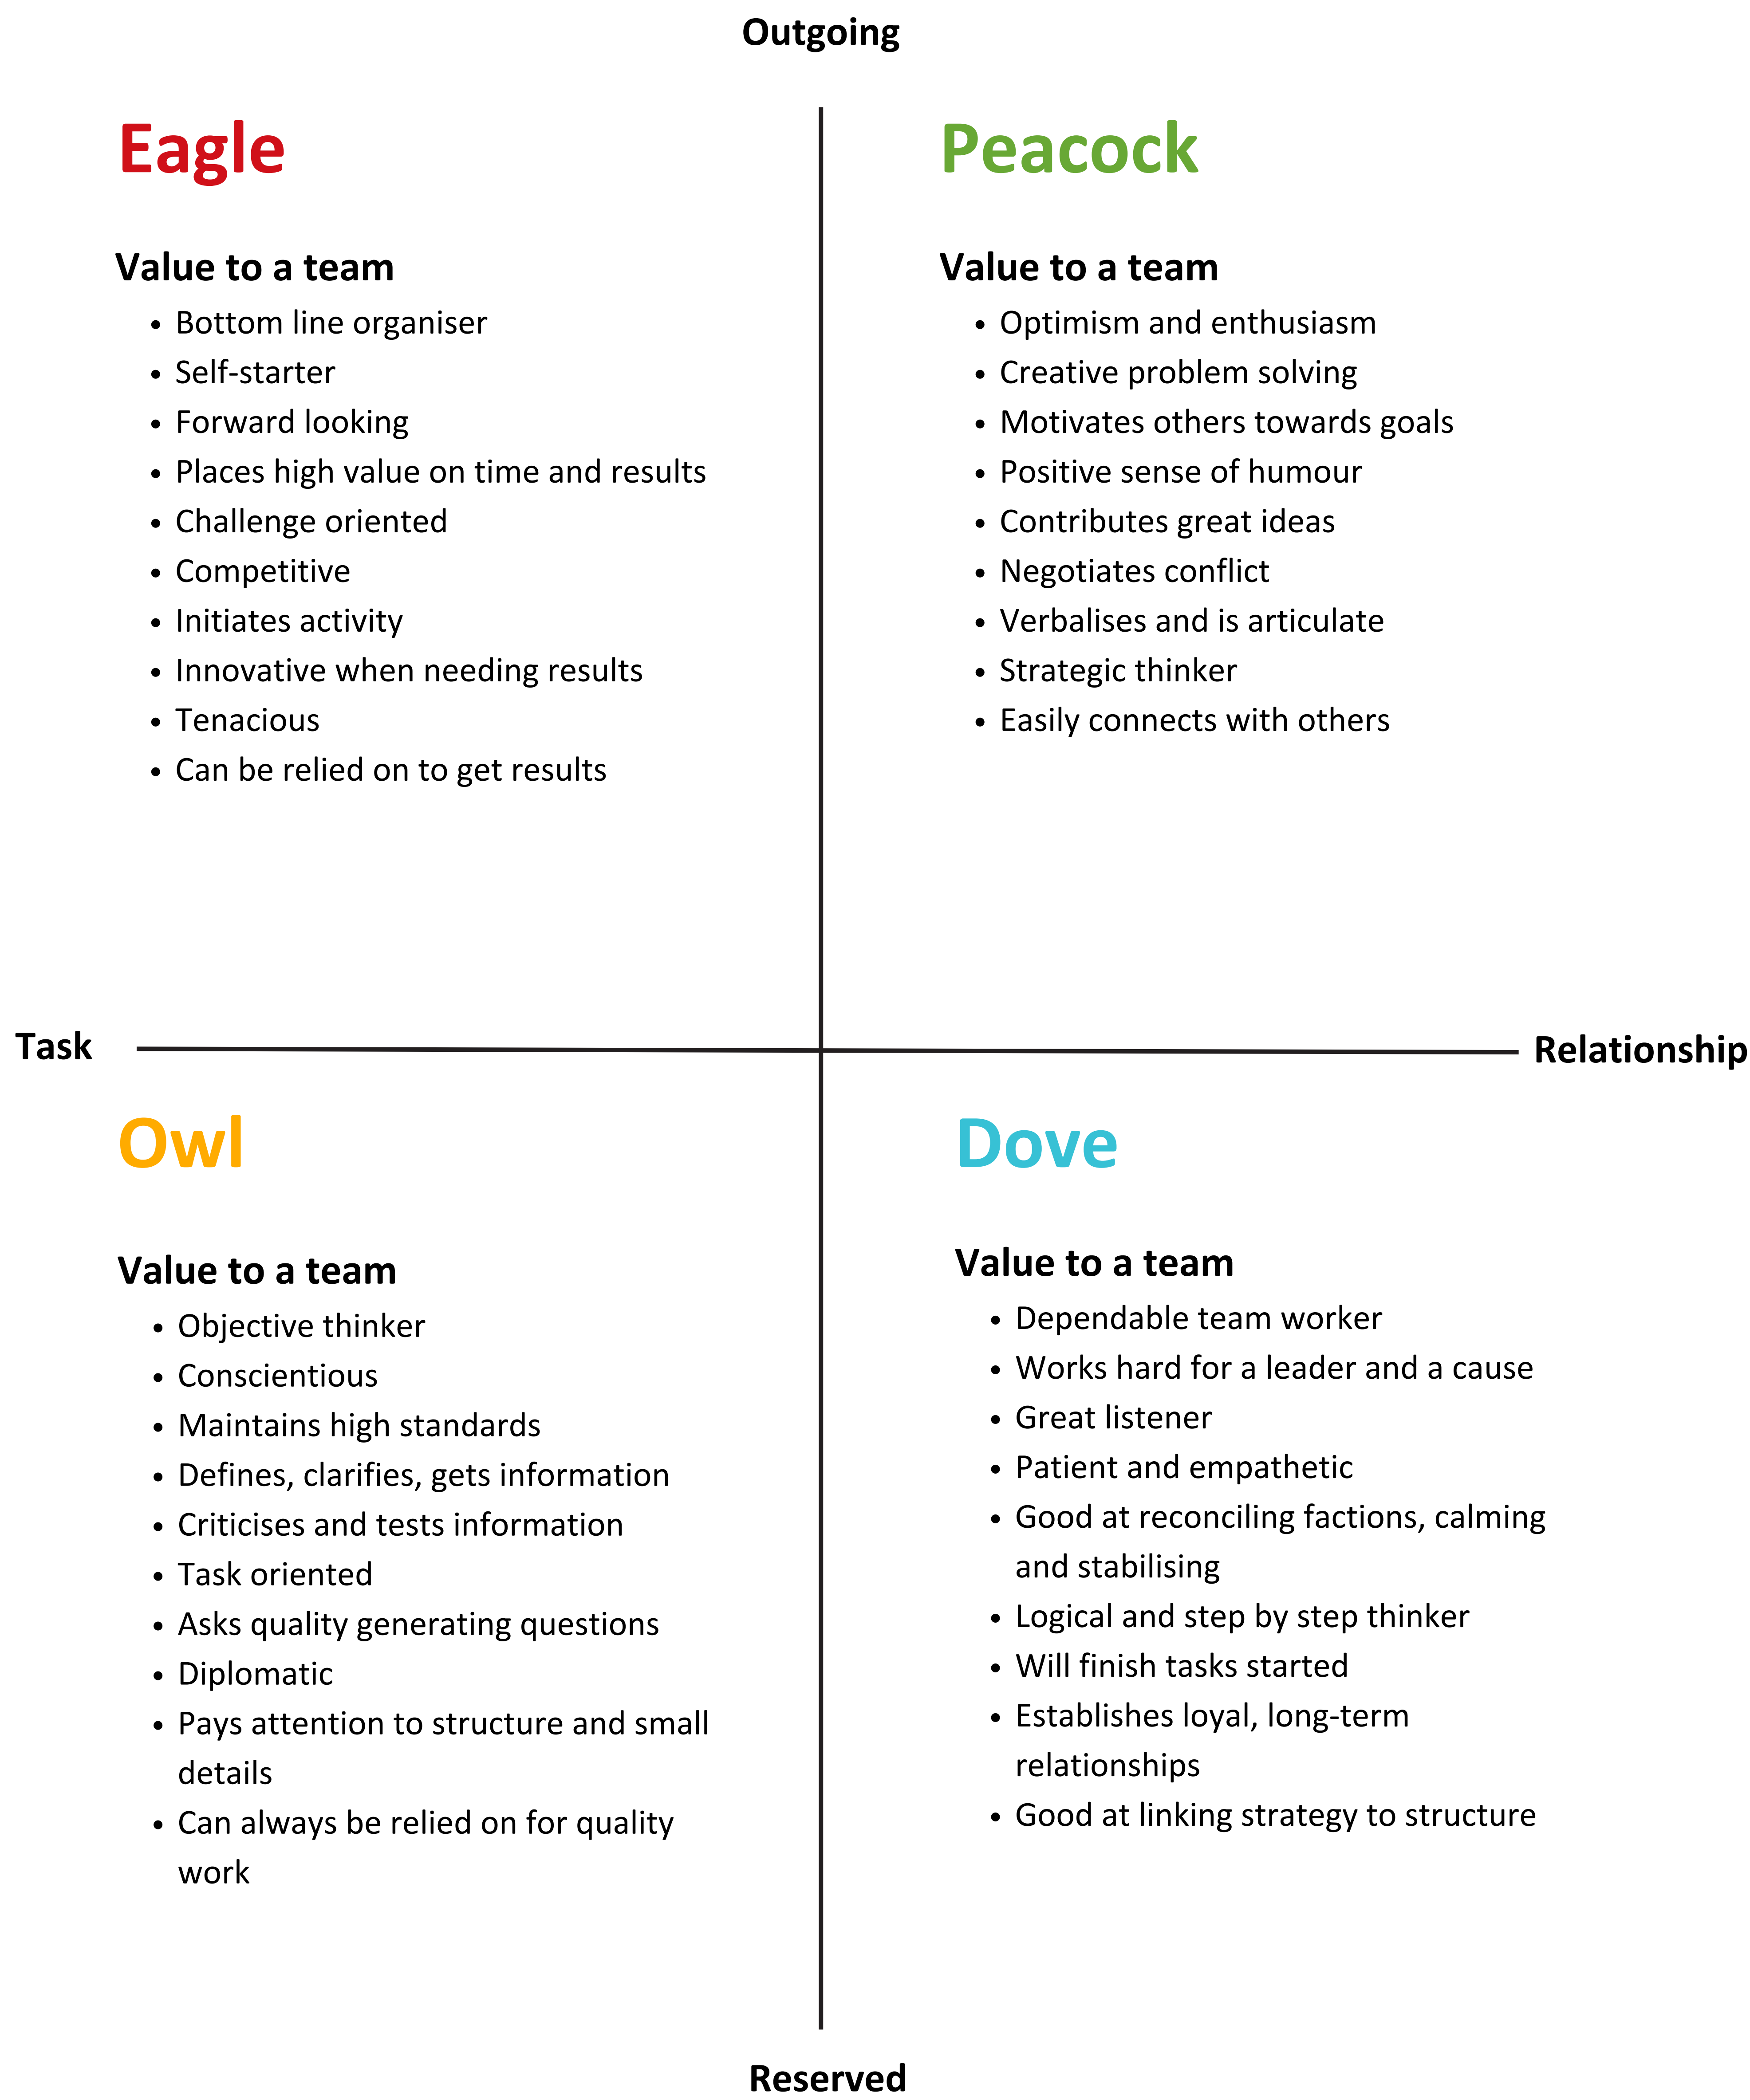 Outgoing
Eagle
Value to a team
• Bottom line organiser
• Self-starter
• Forward looking
• Places high value on time and results
• Challenge oriented
• Competitive
• Initiates activity
• Innovative when needing results
• Tenacious
• Can be relied on to get results
Peacock
Value to a team
• Optimism and enthusiasm
• Creative problem solving
• Motivates others towards goals
• Positive sense of humour
• Contributes great ideas
• Negotiates conflict
• Verbalises and is articulate
• Strategic thinker
• Easily connects with others
Task
Relationship
Owl
Value to a team
• Objective thinker
• Conscientious
• Maintains high standards
• Defines, clarifies, gets information
• Criticises and tests information
• Task oriented
• Asks quality generating questions
• Diplomatic
• Pays attention to structure and small
details
• Can always be relied on for quality
work
Dove
Value to a team
• Dependable team worker
• Works hard for a leader and a cause
• Great listener
• Patient and empathetic
• Good at reconciling factions, calming
and stabilising
• Logical and step by step thinker
• Will finish tasks started
• Establishes loyal, long-term
relationships
• Good at linking strategy to structure
Reserved